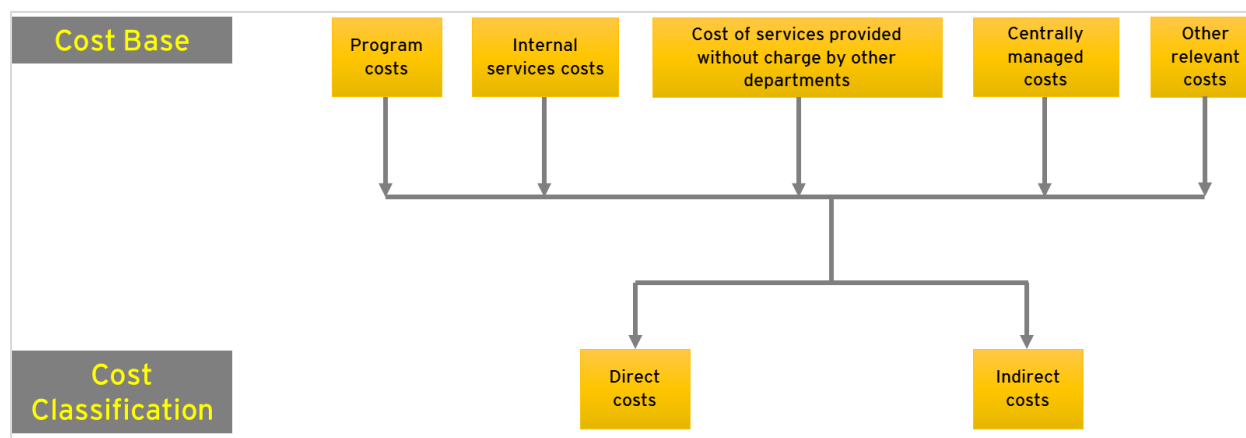 Cost Base
Program
costs
Internal
services costs
Cost of services provided
without charge by other
departments
Centrally
managed
costs
Other
relevant
costs
Cost
Classification
Direct
costs
Indirect
costs